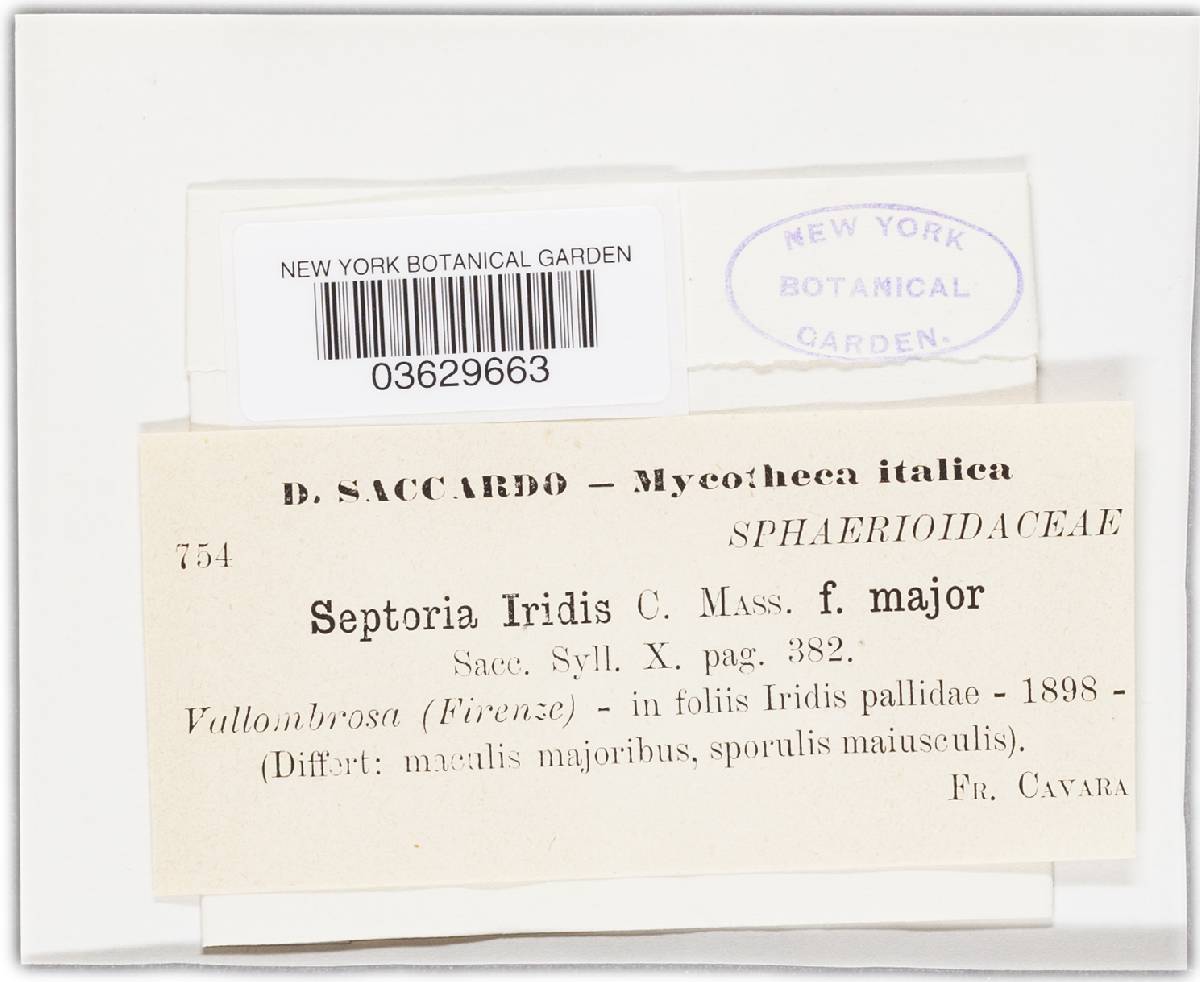 NEW YORK BOTANICAL GARDEN
03629663
NEW YORK
BOTANICAL
GARDEN.
D. SACCARDO — Mycotheca italica
SPHAERIOIDACEAE
754
Septoria Iridis C. MASS. f. major
Sacc. Syll. X. pag. 382.
Vallombrosa (Firenze) - in foliis Iridis pallidae - 1898 -
(Differt: maculis majoribus, sporulis maiusculis).
FR. CAVARA